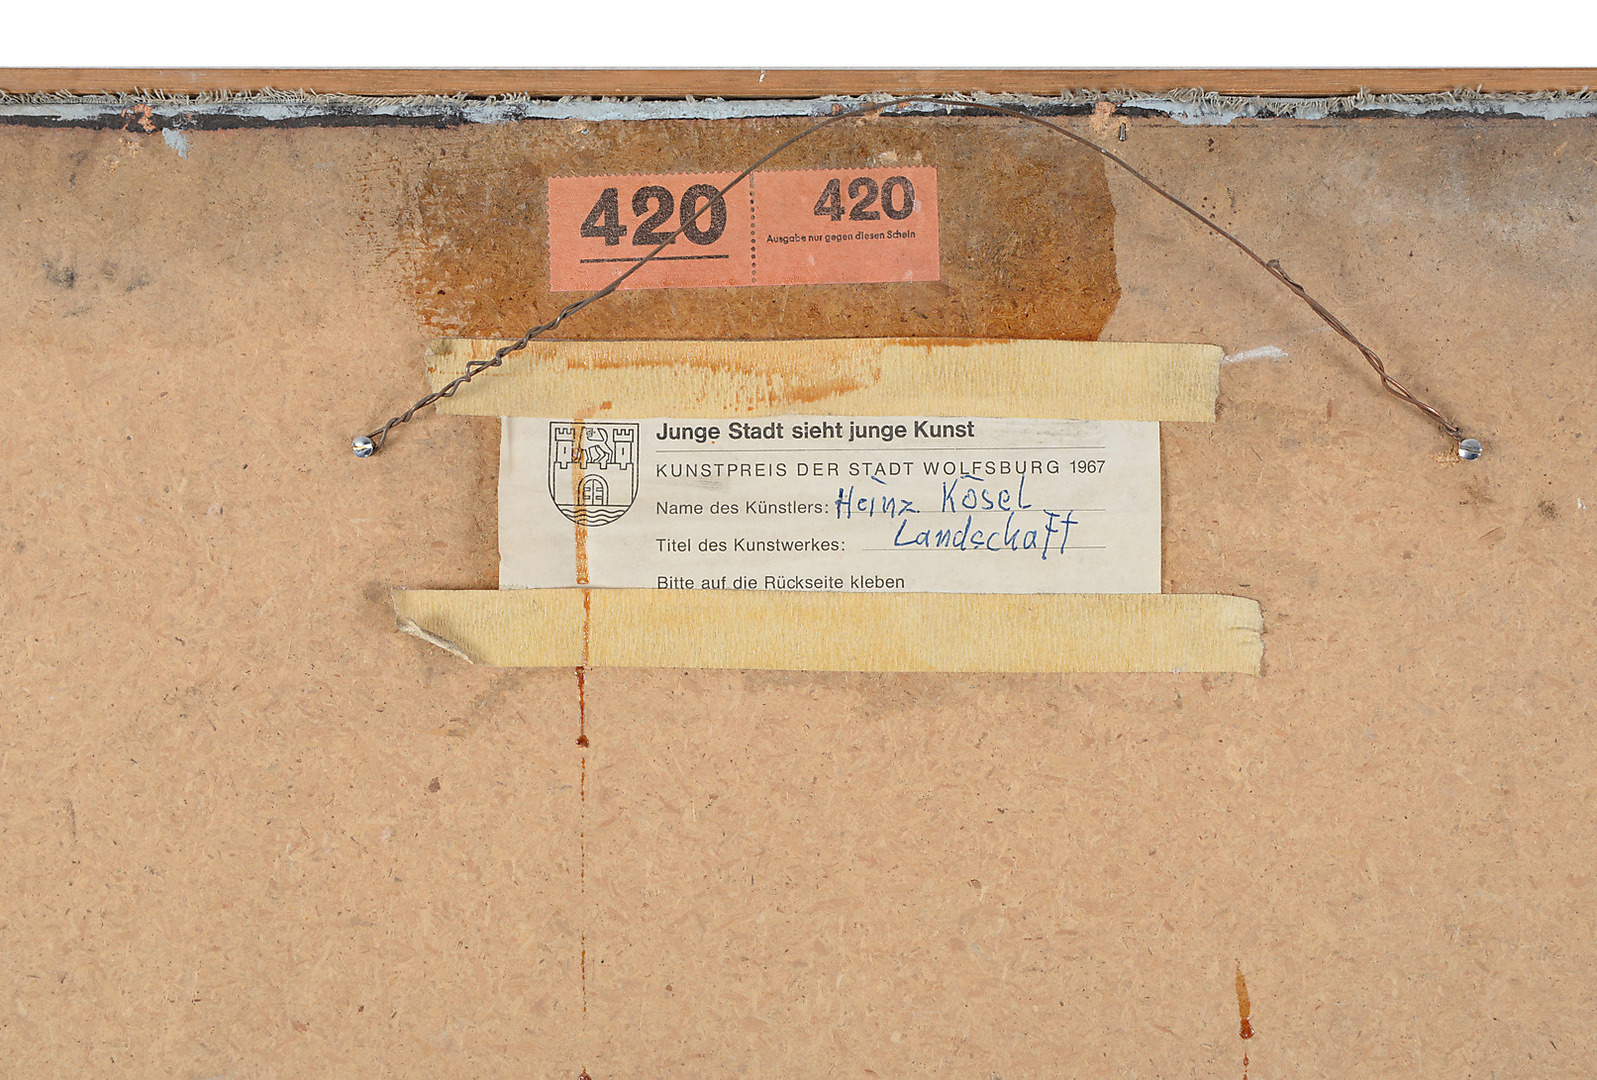 420 420
Ausgabe nur gegen diesen Schein
Junge Stadt sieht junge Kunst
KUNSTPREIS DER STADT WOLFSBURG 1967
Name des Künstlers: Heinz Kösel
Titel des Kunstwerkes: Landschaft
Bitte auf die Rückseite kleben